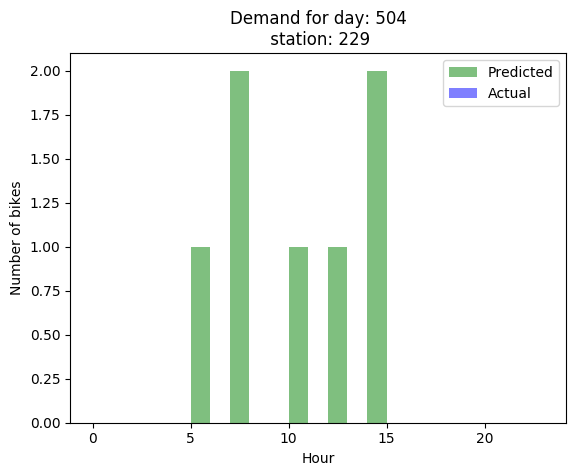 Demand for day: 504
station: 229
Predicted
Actual
2.00
1.75
1.50
1.25
1.00
0.75
0.50
0.25
0.00
Number of bikes
0 5 10 15 20
Hour